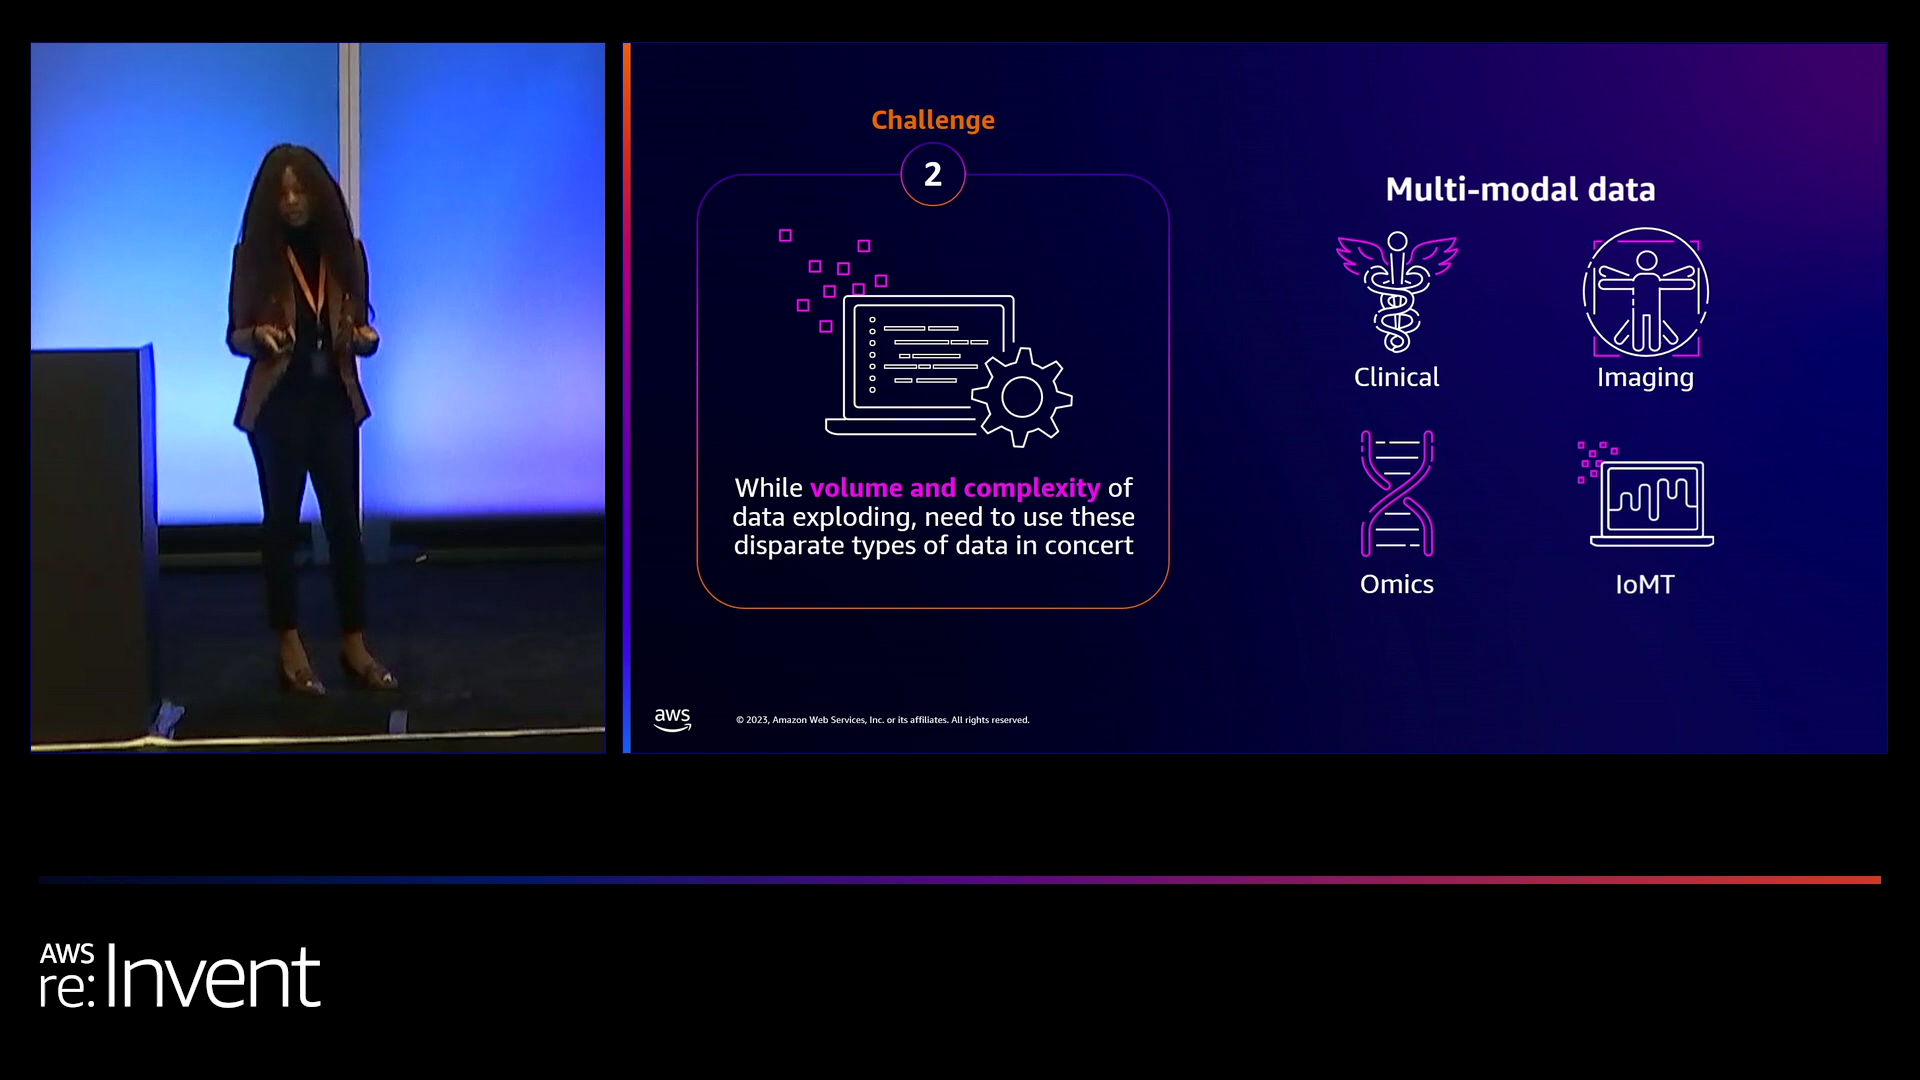 Challenge
2
While volume and complexity of
data exploding, need to use these
disparate types of data in concert
Multi-modal data
Clinical
Imaging
Omics
IoMT
aws
© 2023, Amazon Web Services, Inc. or its affiliates. All rights reserved.
AWS
re:Invent